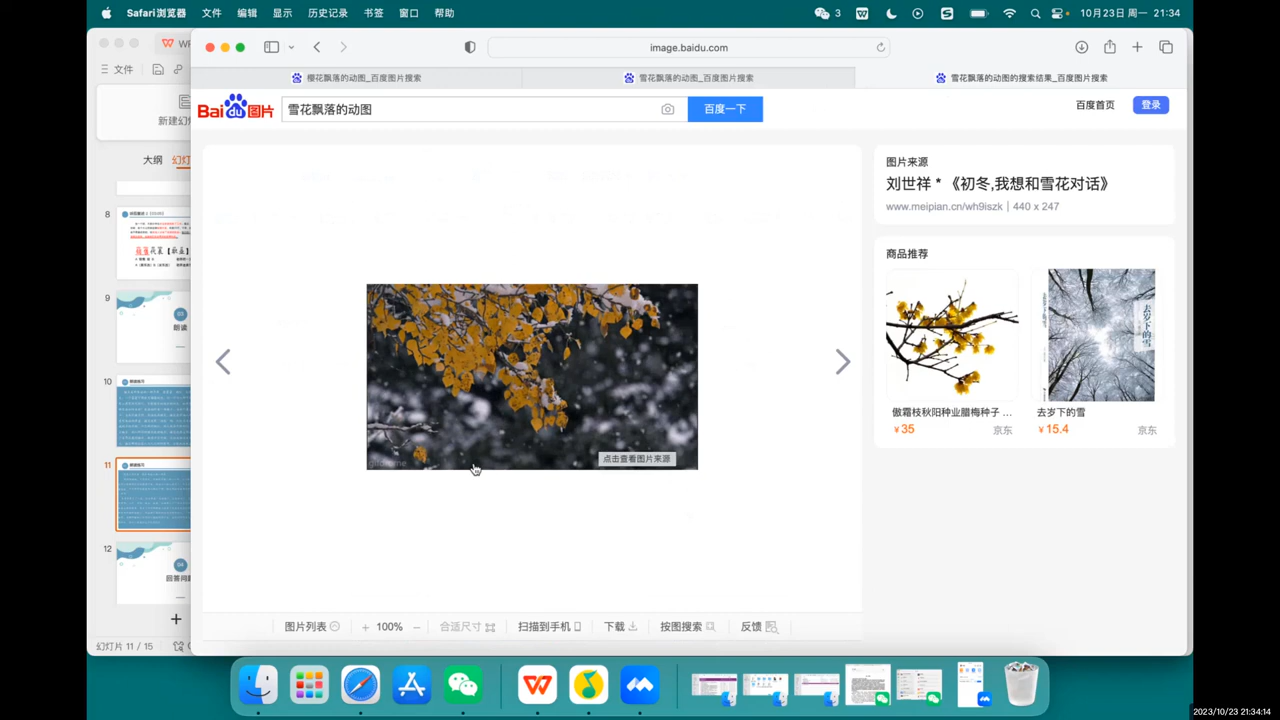 Safari浏览器 文件 编辑 显示 历史记录 书签 窗口 帮助 3 10月23日 周一 21:34
image.baidu.com
樱花飘落的动图_百度图片搜索 雪花飘落的动图_百度图片搜索 雪花飘落的动图的搜索结果_百度图片搜索
文件
Bai du 图片 雪花飘落的动图 百度一下 百度首页 登录
新建幻
大纲 幻灯
图片来源
刘世祥 * 《初冬,我想和雪花对话》
www.meipian.cn/wh9iszk | 440 x 247
商品推荐
傲霜枝秋阳种业腊梅种子 ... 去岁下的雪
¥35 京东 ¥15.4 京东
去岁下的雪
点击查看图片来源
8
9
03
朗读
10
11
12
04
回答问题
幻灯片 11 / 15
图片列表 100% 合适尺寸 扫描到手机 下载 按图搜索 反馈
2023/10/23 21:34:14